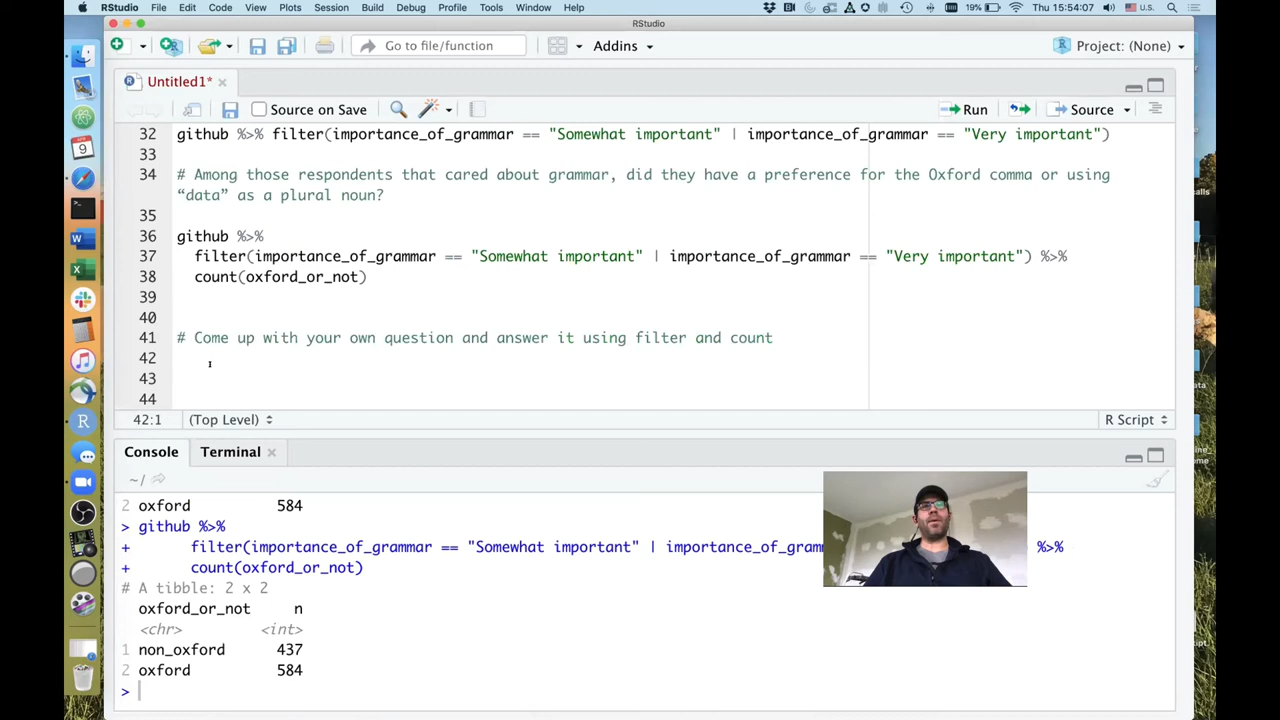 RStudio File Edit Code View Plots Session Build Debug Profile Tools Window Help 19% Thu 15:54:07 U.S.
RStudio
Go to file/function Addins Project: (None)
Untitled1*
Source on Save Run Source
32 github %>% filter(importance_of_grammar == "Somewhat important" | importance_of_grammar == "Very important")
33
34 # Among those respondents that cared about grammar, did they have a preference for the Oxford comma or using
“data” as a plural noun?
35
36 github %>%
37 filter(importance_of_grammar == "Somewhat important" | importance_of_grammar == "Very important") %>%
38 count(oxford_or_not)
39
40
41 # Come up with your own question and answer it using filter and count
42
43
44
42:1 (Top Level) R Script
Console Terminal
~/
2 oxford 584
> github %>%
+ filter(importance_of_grammar == "Somewhat important" | importance_of_gramm %>%
+ count(oxford_or_not)
# A tibble: 2 x 2
oxford_or_not n
<chr> <int>
1 non_oxford 437
2 oxford 584
>